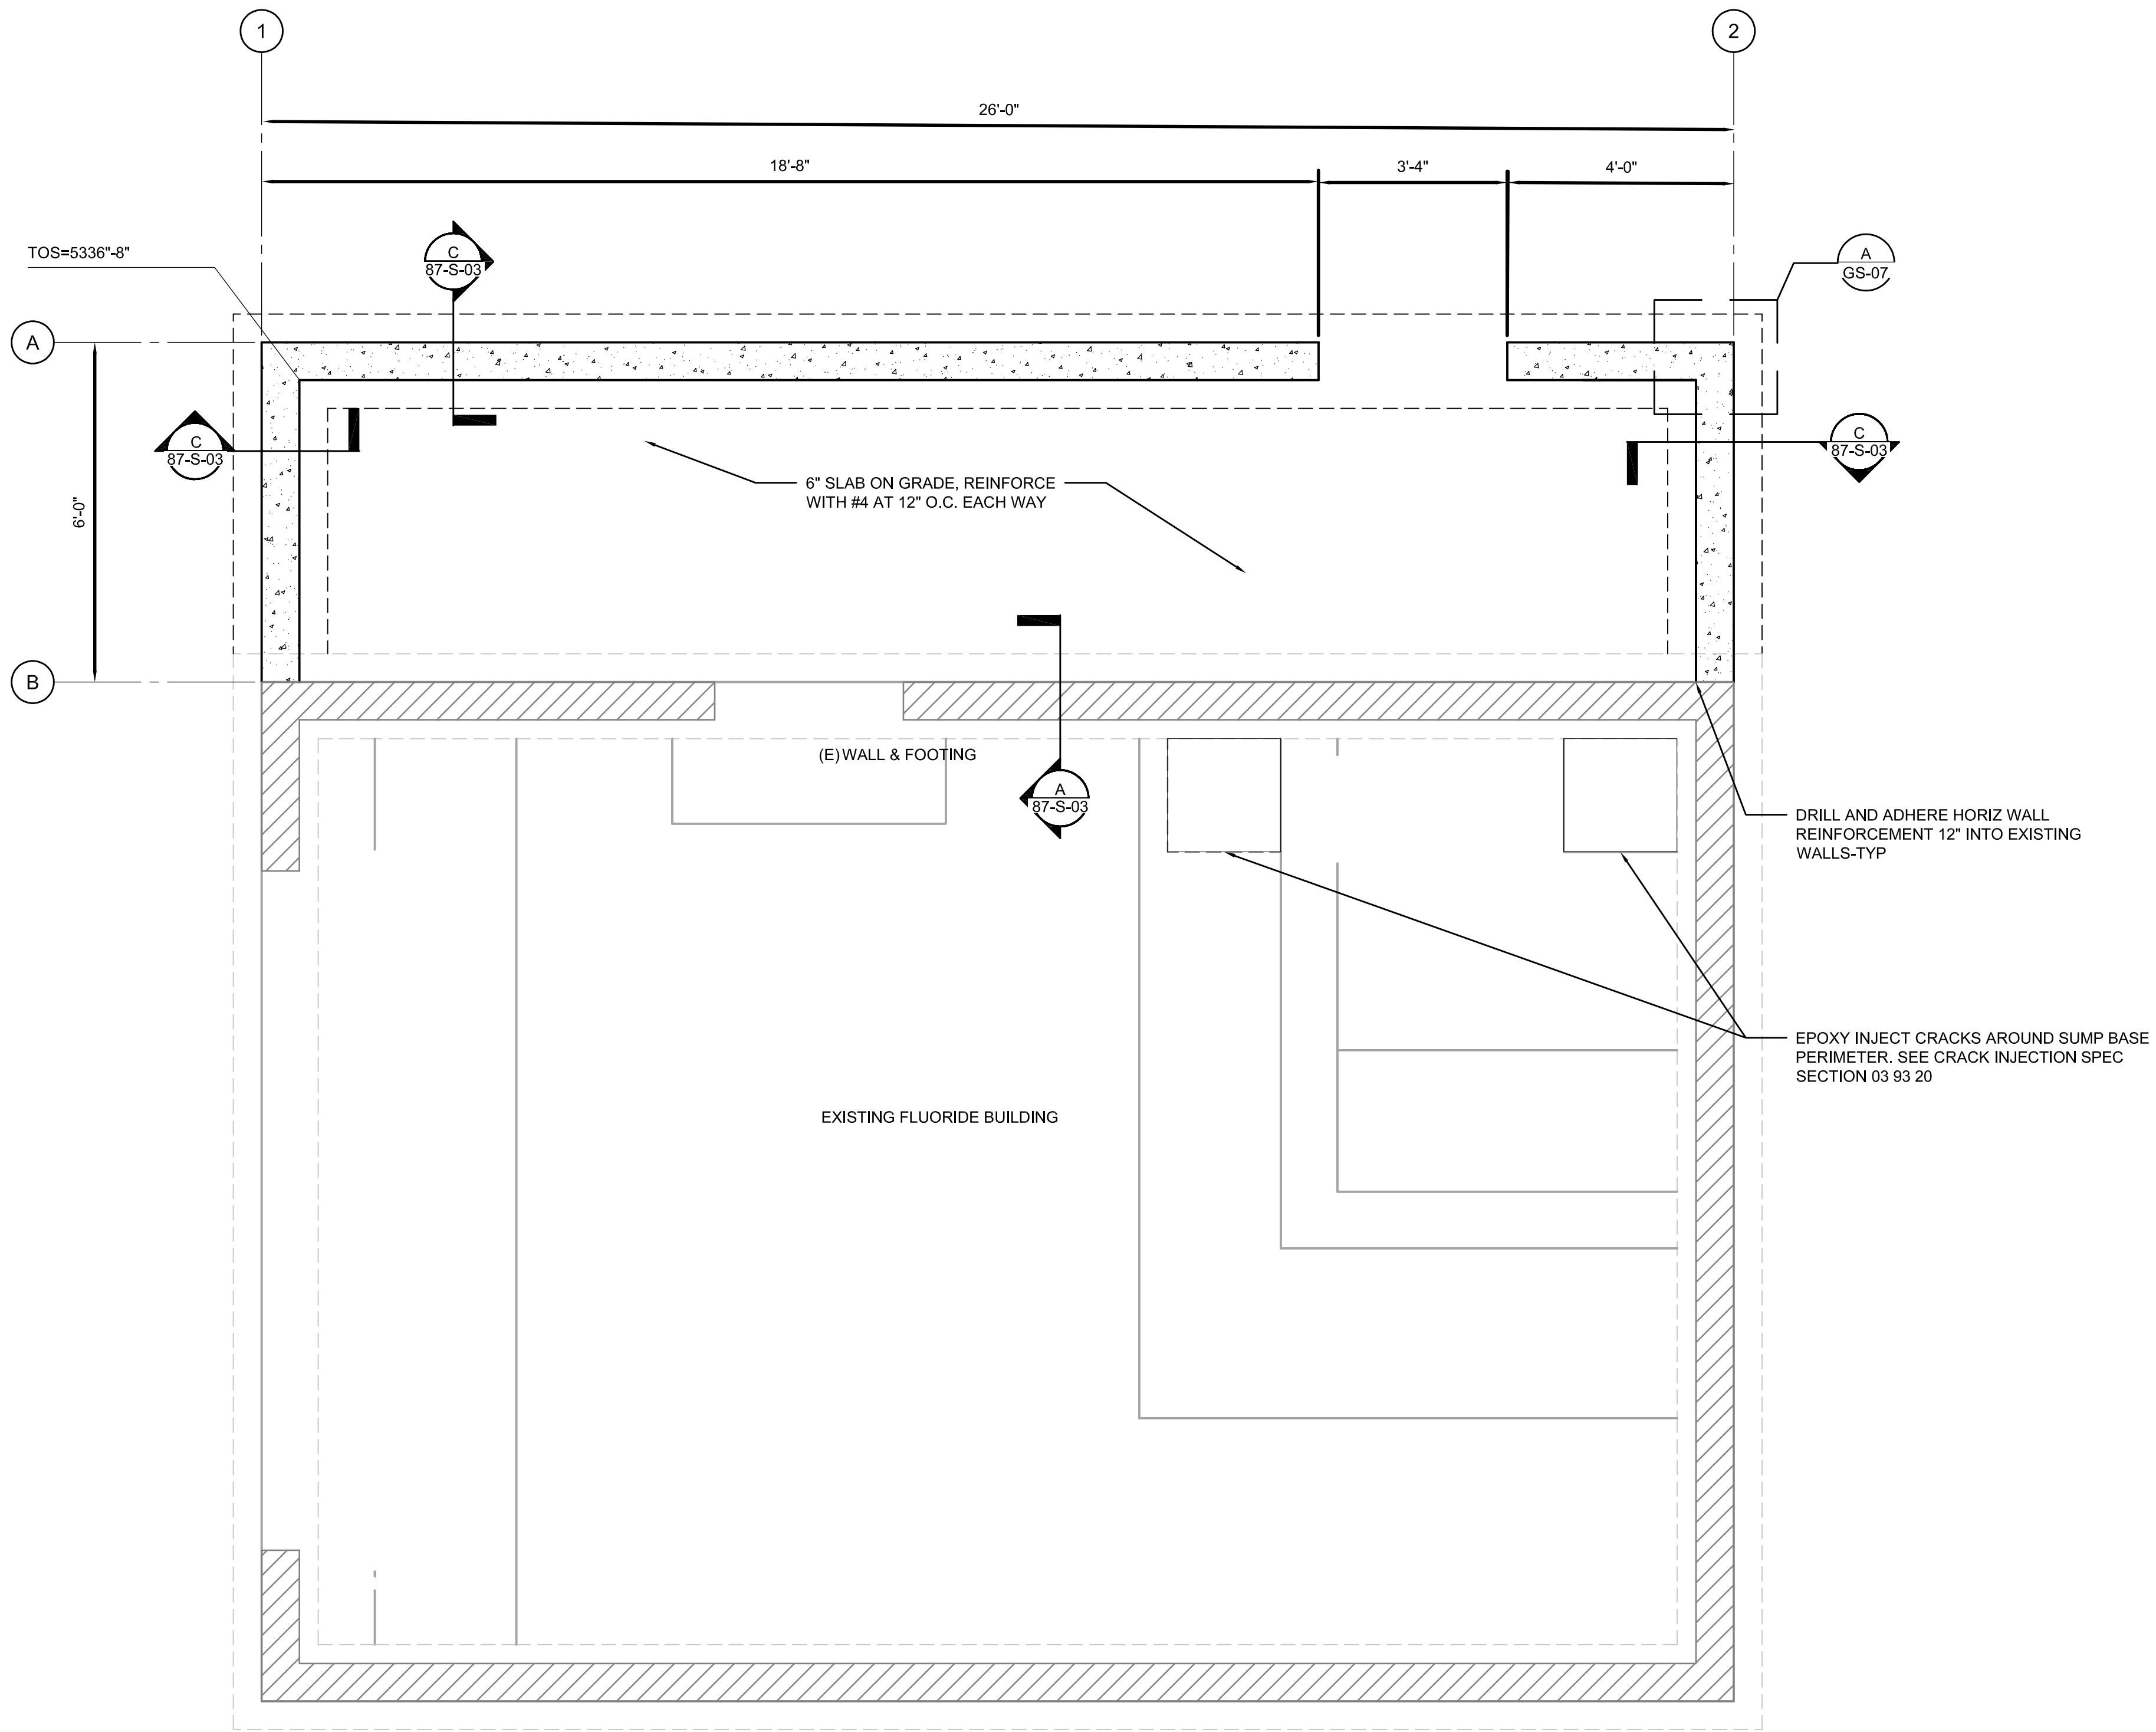 1
2
26'-0"
18'-8"
3'-4"
4'-0"
TOS=5336"-8"
C
87-S-03
A
GS-07
A
C
87-S-03
C
87-S-03
6" SLAB ON GRADE, REINFORCE
WITH #4 AT 12" O.C. EACH WAY
6'-0"
B
(E) WALL & FOOTING
A
87-S-03
DRILL AND ADHERE HORIZ WALL
REINFORCEMENT 12" INTO EXISTING
WALLS-TYP
EPOXY INJECT CRACKS AROUND SUMP BASE
PERIMETER. SEE CRACK INJECTION SPEC
SECTION 03 93 20
EXISTING FLUORIDE BUILDING